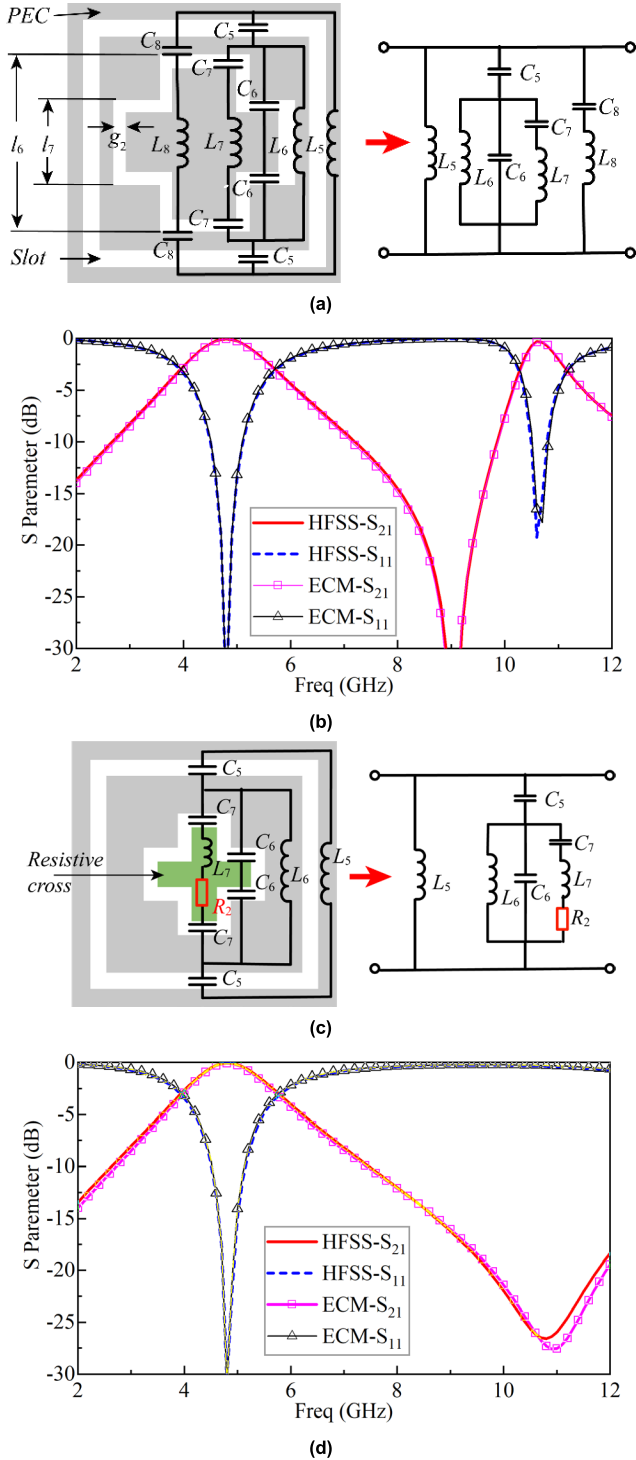 PEC
C8 C5
C7
C6
l6 l7 g2 L8 L7 L6 L5
C6
C7
C8 C5
Slot
C5 C8
C7
L5 L6 C6 L7 L8
(a)
S Paremeter (dB)
0
-5
-10
-15
-20
-25
-30
HFSS-S21
HFSS-S11
ECM-S21
ECM-S11
2 4 6 8 10 12
Freq (GHz)
(b)
C5
C7
C6
Resistive
cross
L7 C6 L6 L5
R2
C7
C5
C5
C7
L5 L6 C6 L7
R2
(c)
S Paremeter (dB)
0
-5
-10
-15
-20
-25
-30
HFSS-S21
HFSS-S11
ECM-S21
ECM-S11
2 4 6 8 10 12
Freq (GHz)
(d)